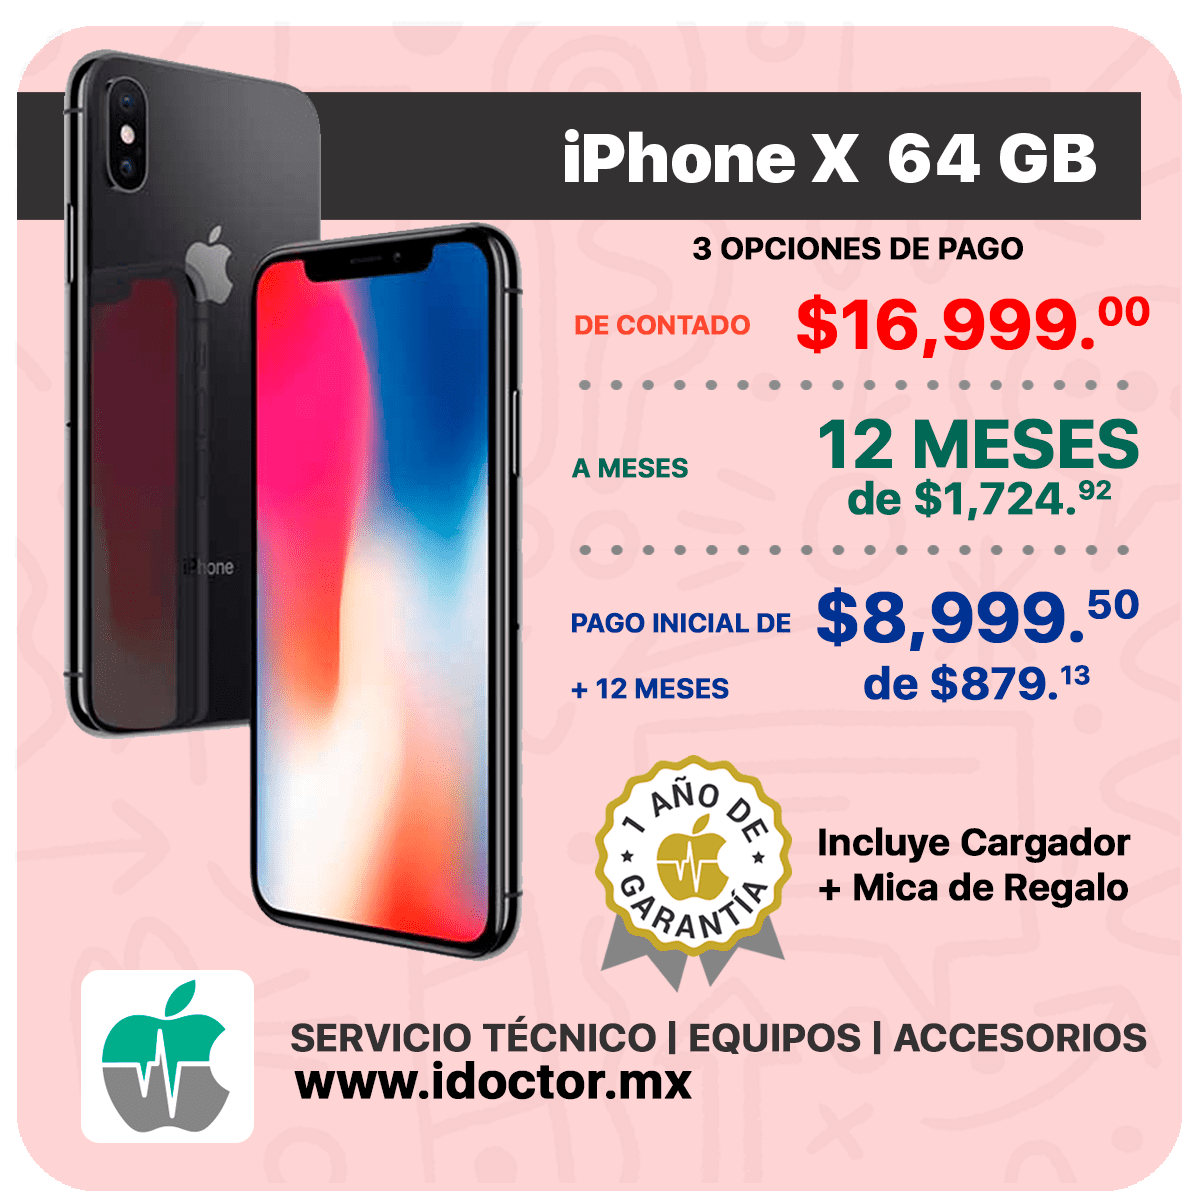 iPhone X 64 GB
3 OPCIONES DE PAGO
DE CONTADO $16,999.00
A MESES 12 MESES
de $1,724.92
PAGO INICIAL DE $8,999.50
+ 12 MESES de $879.13
iPhone
1 AÑO DE
GARANTÍA
Incluye Cargador
+ Mica de Regalo
SERVICIO TÉCNICO | EQUIPOS | ACCESORIOS
www.idoctor.mx